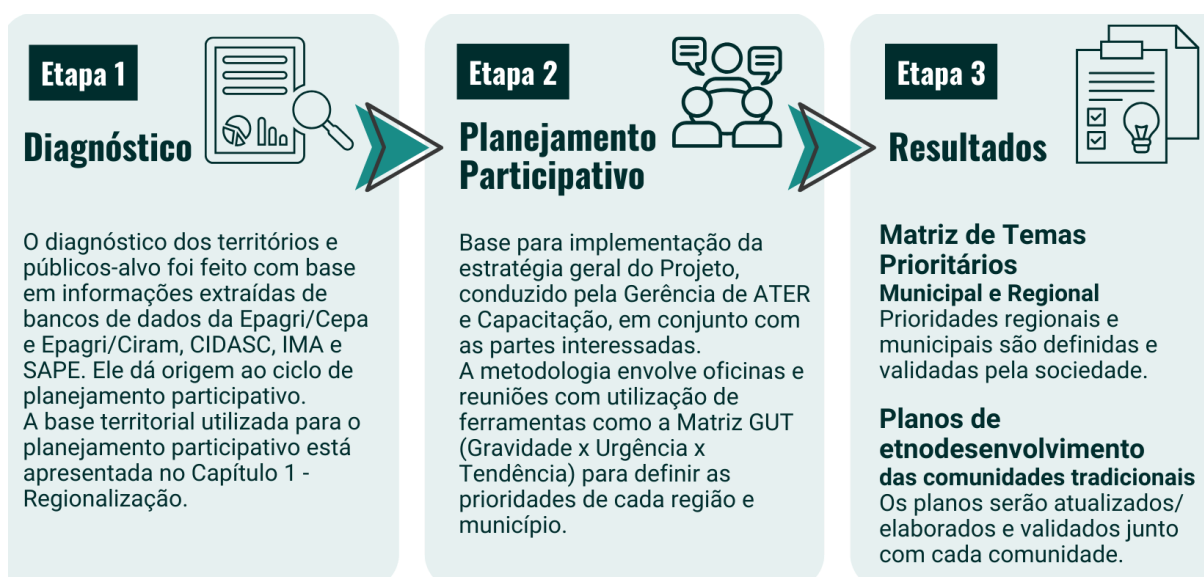 Etapa 1
Diagnóstico
O diagnóstico dos territórios e
públicos-alvo foi feito com base
em informações extraídas de
bancos de dados da Epagri/Cepa
e Epagri/Ciram, CIDASC, IMA e
SAPE. Ele dá origem ao ciclo de
planejamento participativo.
A base territorial utilizada para o
planejamento participativo está
apresentada no Capítulo 1 -
Regionalização.
Etapa 2
Planejamento
Participativo
Base para implementação da
estratégia geral do Projeto,
conduzido pela Gerência de ATER
e Capacitação, em conjunto com
as partes interessadas.
A metodologia envolve oficinas e
reuniões com utilização de
ferramentas como a Matriz GUT
(Gravidade x Urgência x
Tendência) para definir as
prioridades de cada região e
município.
Etapa 3
Resultados
Matriz de Temas
Prioritários
Municipal e Regional
Prioridades regionais e
municipais são definidas e
validadas pela sociedade.
Planos de
etnodesenvolvimento
das comunidades tradicionais
Os planos serão atualizados/
elaborados e validados junto
com cada comunidade.